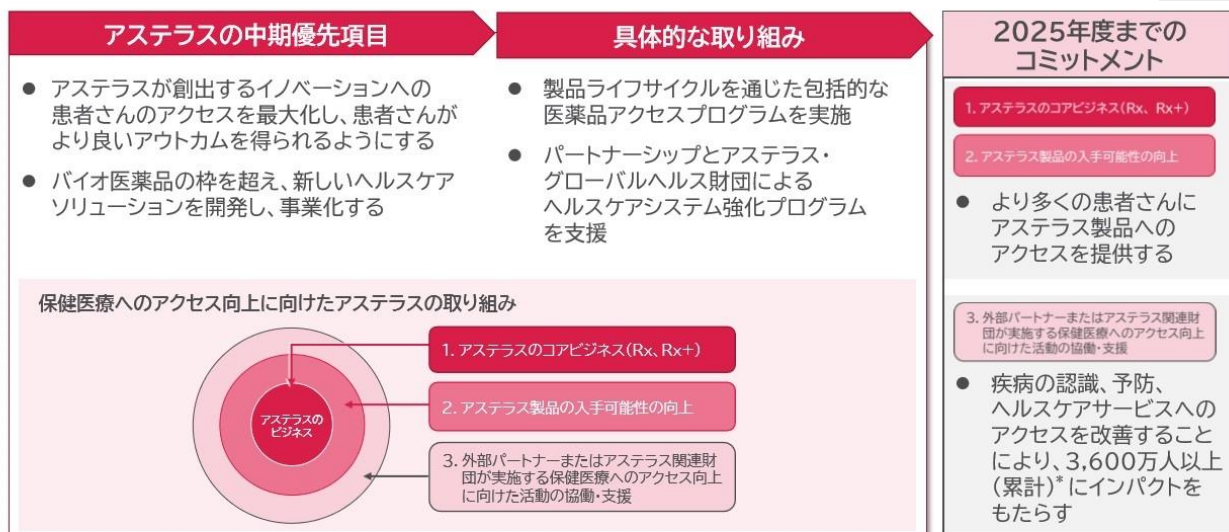 アステラスの中期優先項目
● アステラスが創出するイノベーションへの
患者さんのアクセスを最大化し、患者さんが
より良いアウトカムを得られるようにする
● バイオ医薬品の枠を超え、新しいヘルスケア
ソリューションを開発し、事業化する
具体的な取り組み
● 製品ライフサイクルを通じた包括的な
医薬品アクセスプログラムを実施
● パートナーシップとアステラス・
グローバルヘルス財団による
ヘルスケアシステム強化プログラム
を支援
保健医療へのアクセス向上に向けたアステラスの取り組み
アステラスの
ビジネス
1. アステラスのコアビジネス(Rx、Rx+)
2. アステラス製品の入手可能性の向上
3. 外部パートナーまたはアステラス関連財
団が実施する保健医療へのアクセス向上
に向けた活動の協働・支援
2025年度までの
コミットメント
1. アステラスのコアビジネス(Rx、Rx+)
2. アステラス製品の入手可能性の向上
● より多くの患者さんに
アステラス製品への
アクセスを提供する
3. 外部パートナーまたはアステラス関連財
団が実施する保健医療へのアクセス向上
に向けた活動の協働・支援
● 疾病の認識、予防、
ヘルスケアサービスへの
アクセスを改善すること
により、3,600万人以上
(累計)*にインパクトを
もたらす